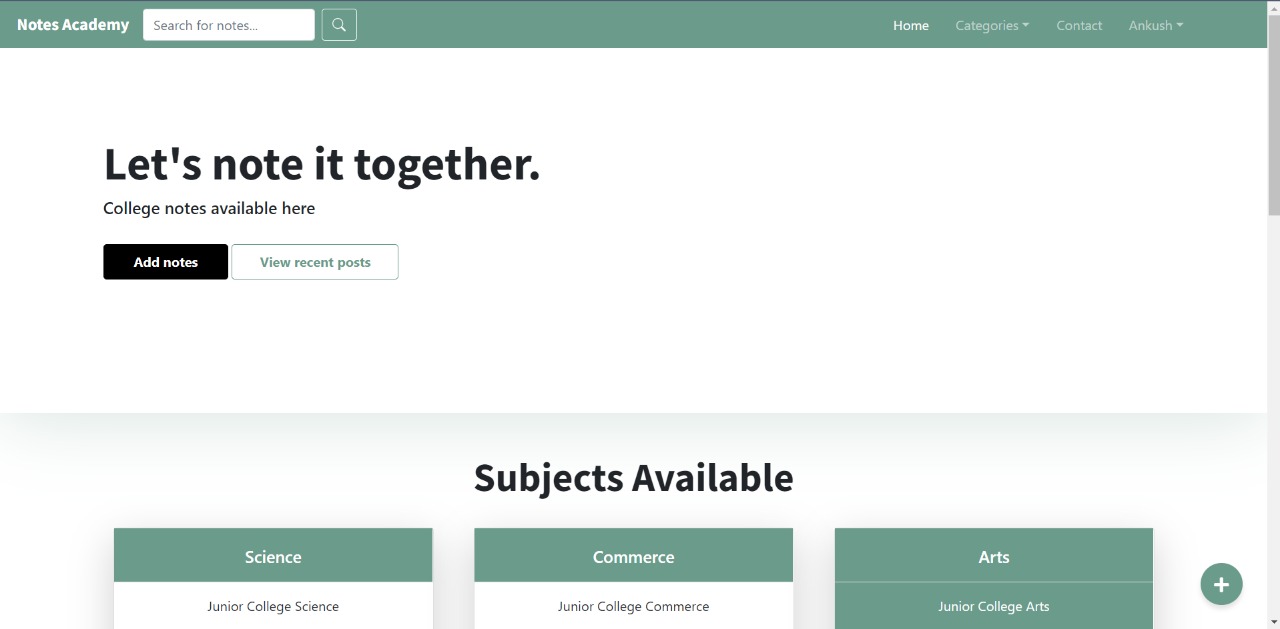 Notes Academy Search for notes... Home Categories Contact Ankush
Let's note it together.
College notes available here
Add notes View recent posts
Subjects Available
Science Commerce Arts
Junior College Science Junior College Commerce Junior College Arts